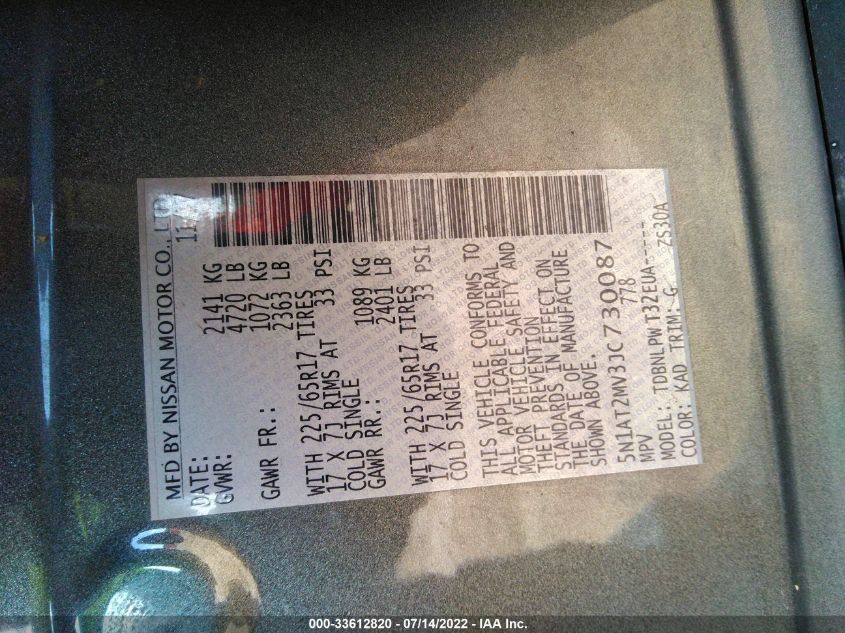 MFD BY NISSAN MOTOR CO., LTD
DATE:
GVWR: 2141 KG
4720 LB
GAWR FR.: 1072 KG
2363 LB
WITH 225/65R17 TIRES
17 X 7J RIMS AT 33 PSI
COLD SINGLE
GAWR RR.: 1089 KG
2401 LB
WITH 225/65R17 TIRES
17 X 7J RIMS AT 33 PSI
COLD SINGLE
THIS VEHICLE CONFORMS TO
ALL APPLICABLE FEDERAL
MOTOR VEHICLE SAFETY AND
THEFT PREVENTION
STANDARDS IN EFFECT ON
THE DATE OF MANUFACTURE
SHOWN ABOVE.
5N1AT2MV3JC730087
MPV 778
MODEL: TDBNLPW T32EUA-----
COLOR: KAD TRIM: G ZS30A
000-33612820 - 07/14/2022 - IAA Inc.